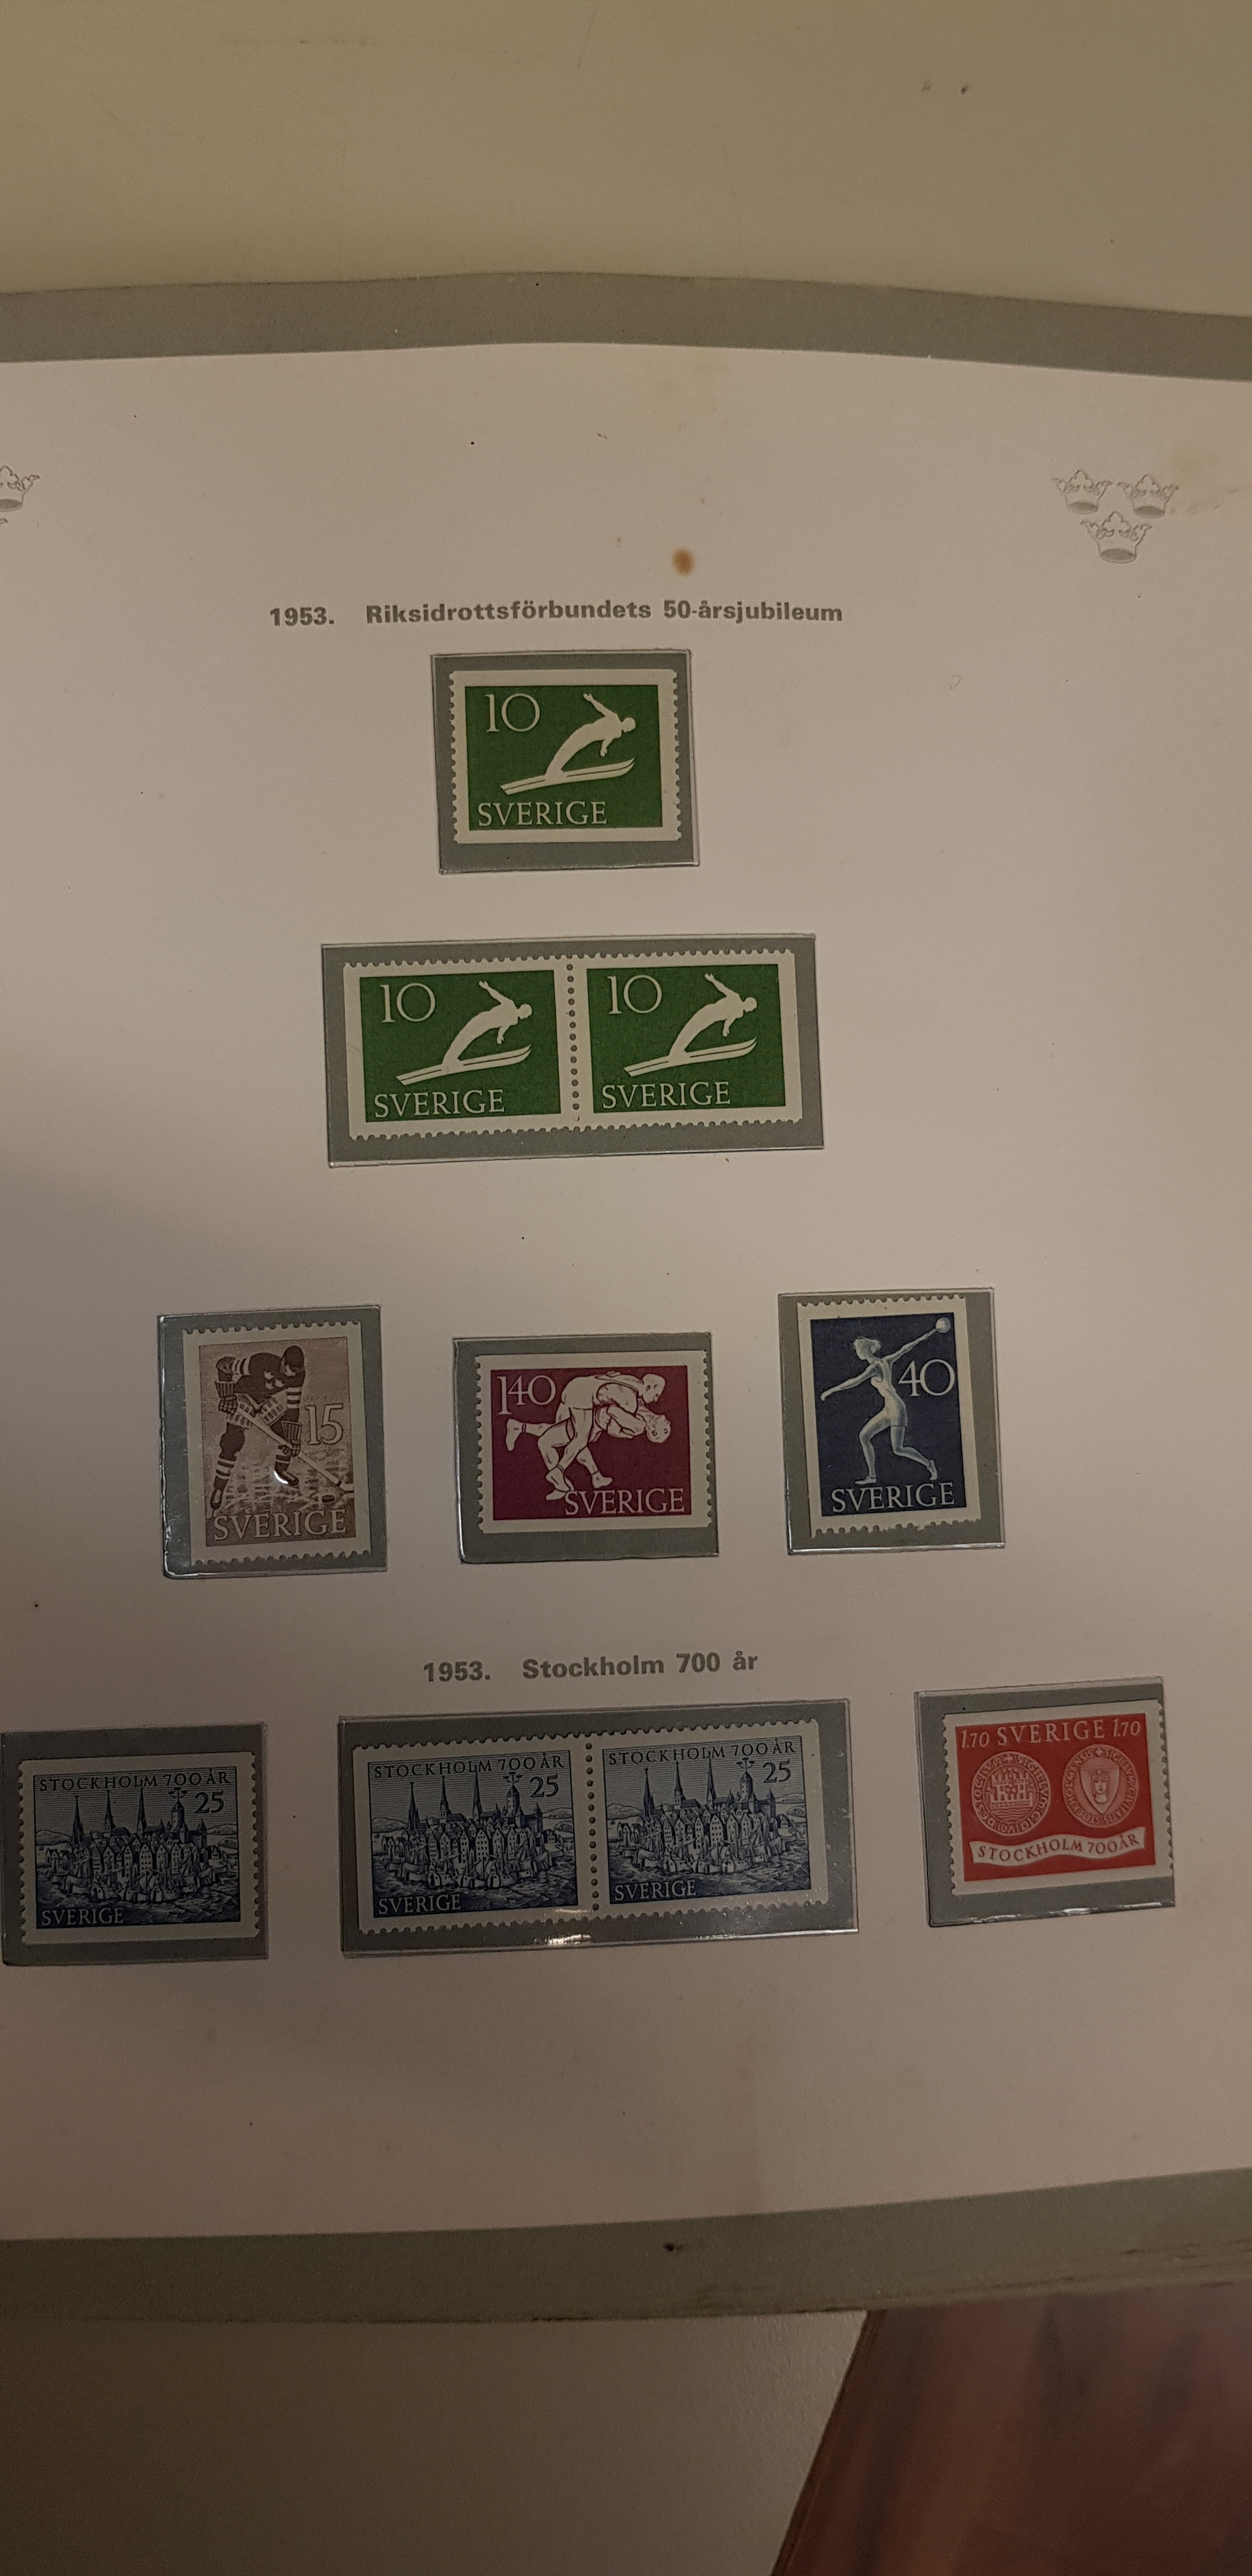 1953. Riksidrottsförbundets 50-årsjubileum
10
SVERIGE
10
SVERIGE
10
SVERIGE
15
SVERIGE
140
SVERIGE
40
SVERIGE
1953. Stockholm 700 år
STOCKHOLM 700 ÅR
25
SVERIGE
STOCKHOLM 700 ÅR
25
SVERIGE
STOCKHOLM 700 ÅR
25
SVERIGE
1.70 SVERIGE 1.70
STOCKHOLM 700 ÅR